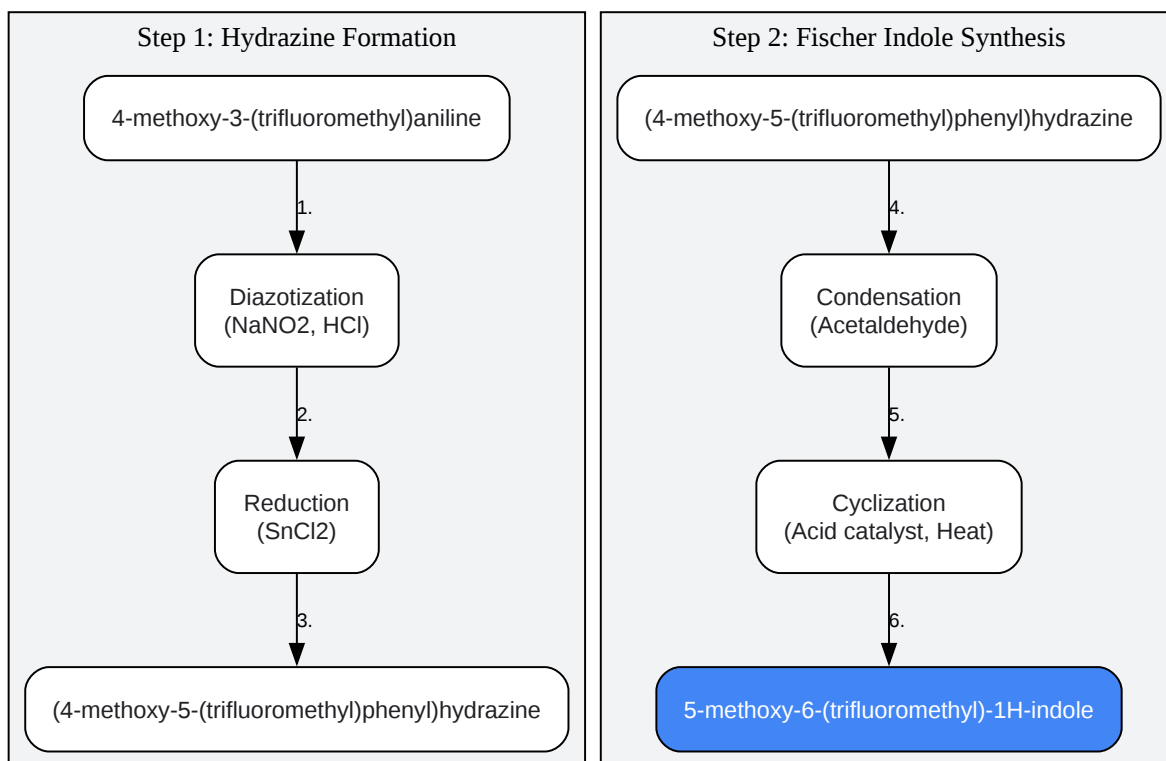 Step 1: Hydrazine Formation
4-methoxy-3-(trifluoromethyl)aniline
1.
Diazotization
(NaNO2, HCl)
2.
Reduction
(SnCl2)
3.
(4-methoxy-5-(trifluoromethyl)phenyl)hydrazine
Step 2: Fischer Indole Synthesis
(4-methoxy-5-(trifluoromethyl)phenyl)hydrazine
4.
Condensation
(Acetaldehyde)
5.
Cyclization
(Acid catalyst, Heat)
6.
5-methoxy-6-(trifluoromethyl)-1H-indole